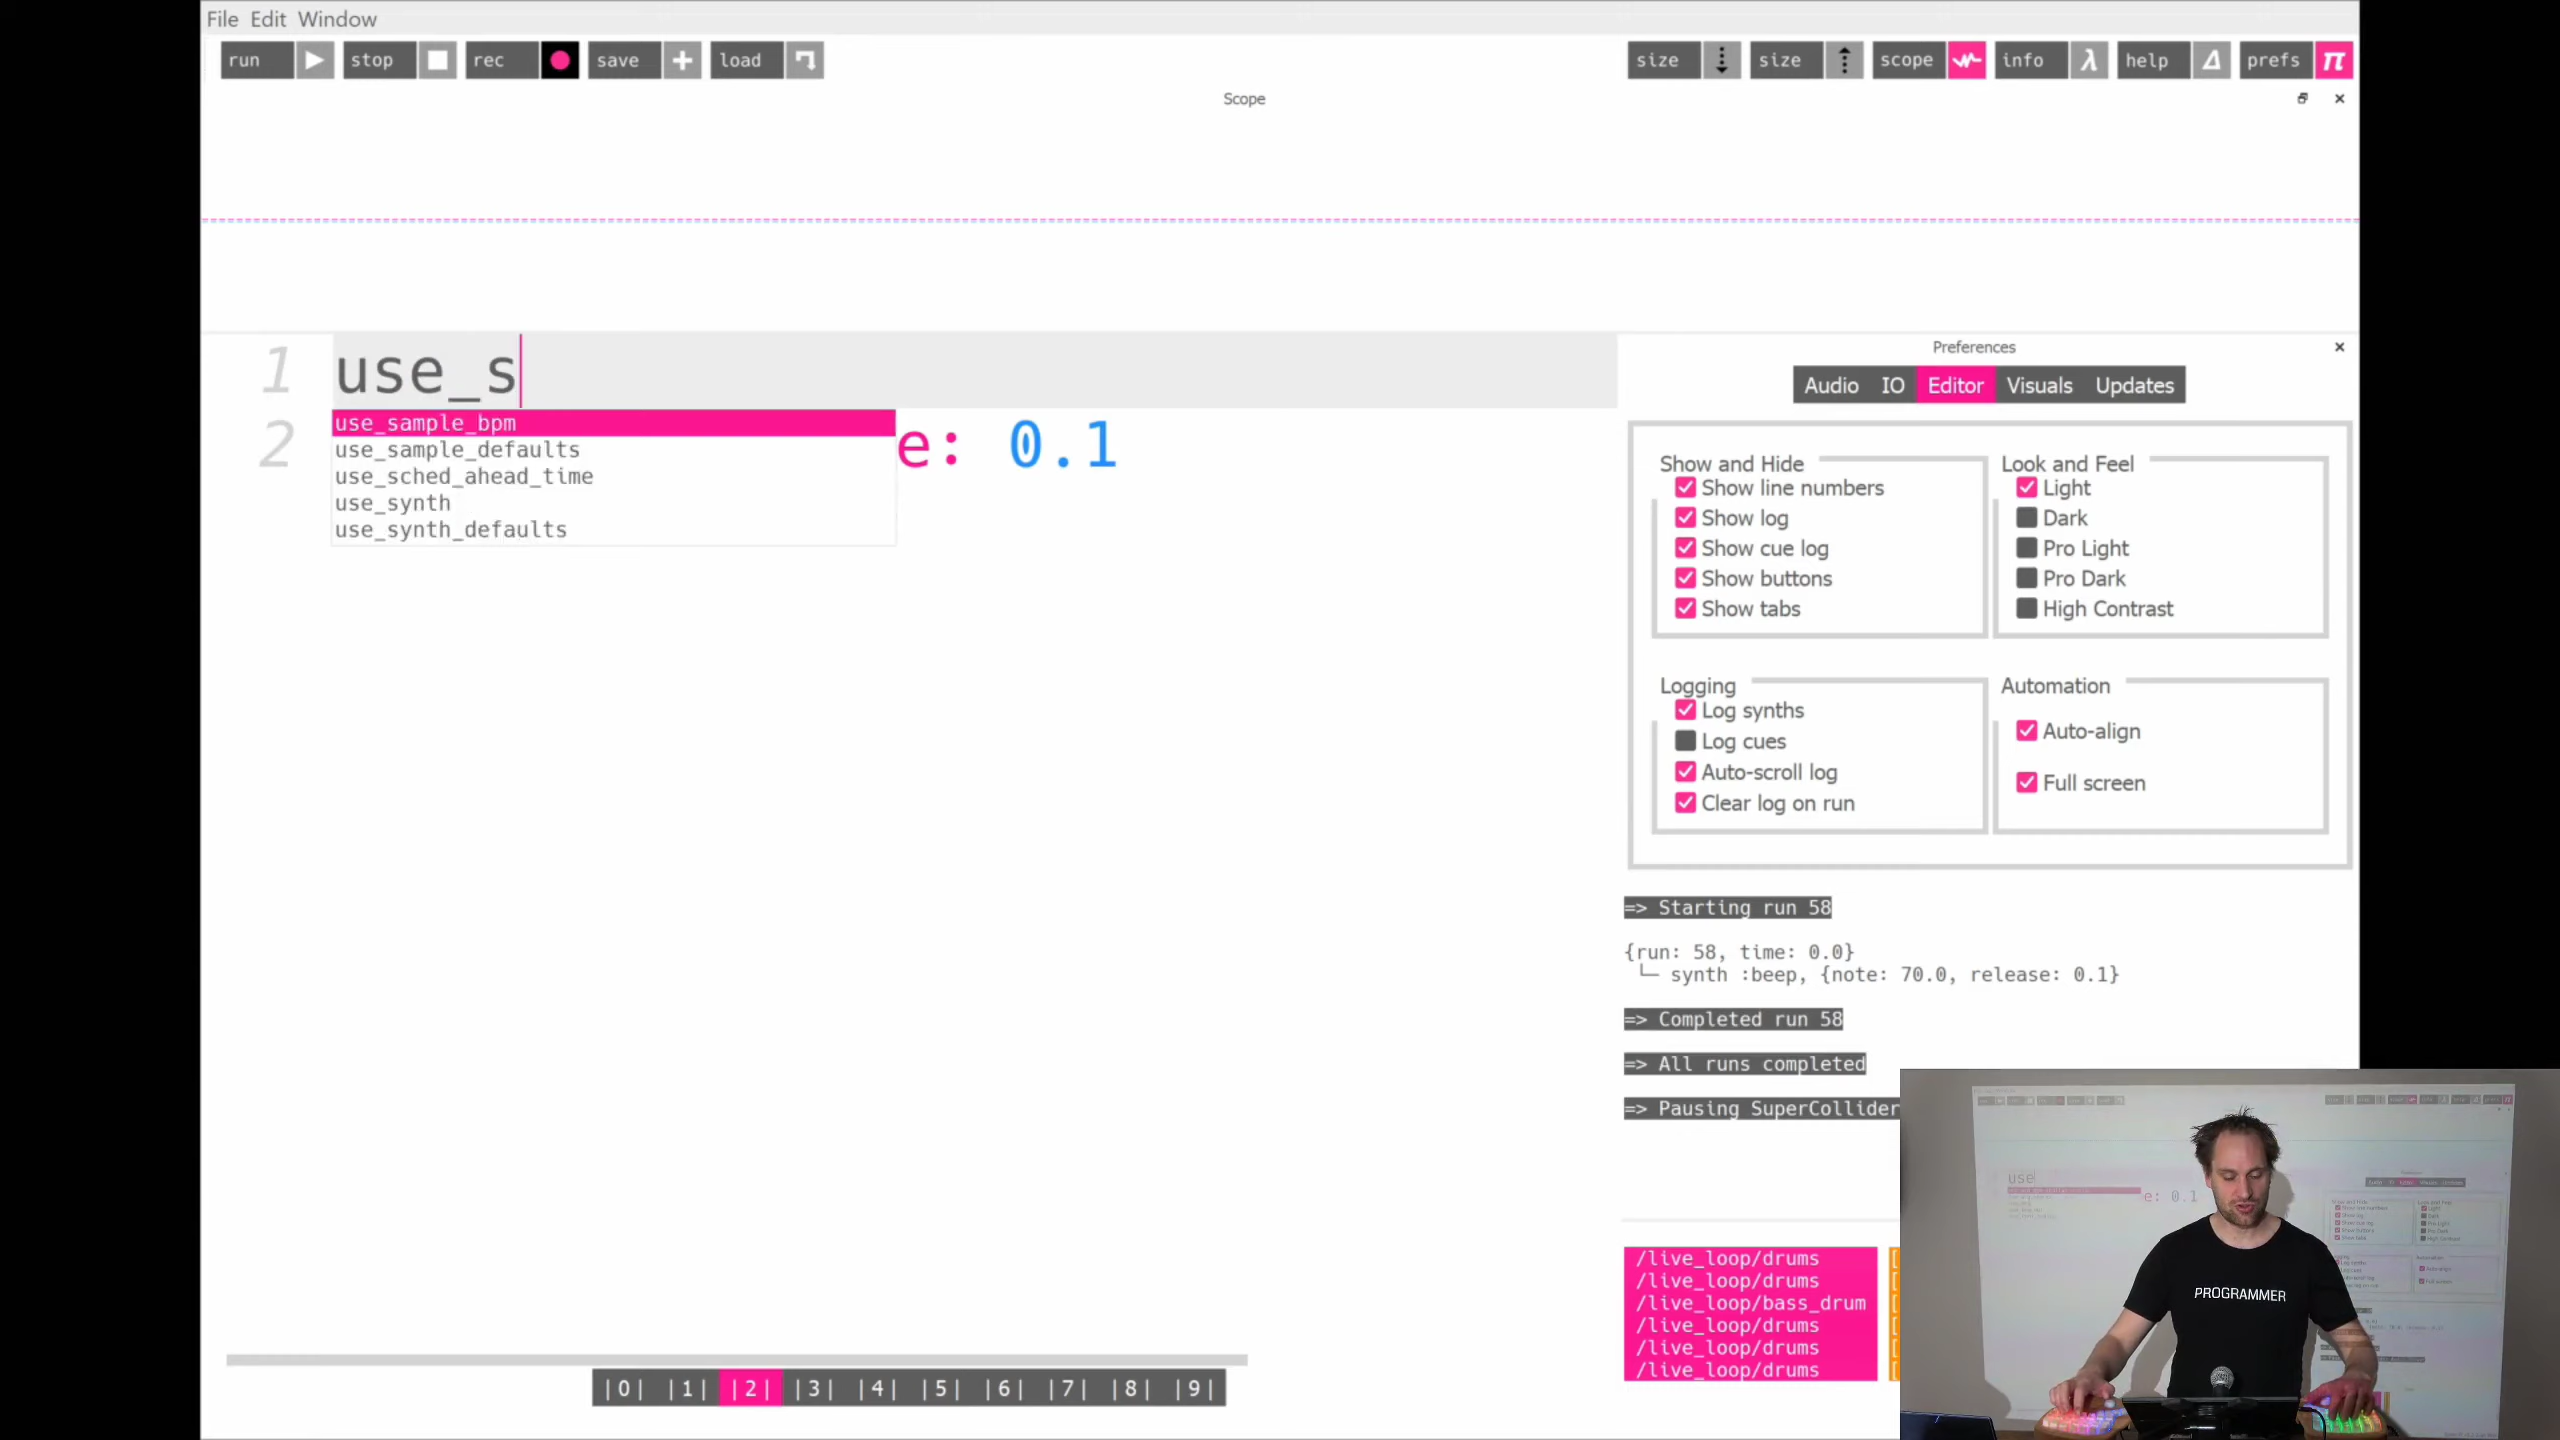 File Edit Window
run stop rec save load size size scope info λ help Δ prefs π
Scope
1 use_s
2 e: 0.1
use_sample_bpm
use_sample_defaults
use_sched_ahead_time
use_synth
use_synth_defaults
Preferences
Audio IO Editor Visuals Updates
Show and Hide
Show line numbers
Show log
Show cue log
Show buttons
Show tabs
Look and Feel
Light
Dark
Pro Light
Pro Dark
High Contrast
Logging
Log synths
Log cues
Auto-scroll log
Clear log on run
Automation
Auto-align
Full screen
=> Starting run 58
{run: 58, time: 0.0}
└─ synth :beep, {note: 70.0, release: 0.1}
=> Completed run 58
=> All runs completed
=> Pausing SuperCollider
/live_loop/drums [
/live_loop/drums [
/live_loop/bass_drum [
/live_loop/drums [
/live_loop/drums [
/live_loop/drums [
|0| |1| |2| |3| |4| |5| |6| |7| |8| |9|
use
e: 0.1
PROGRAMMER